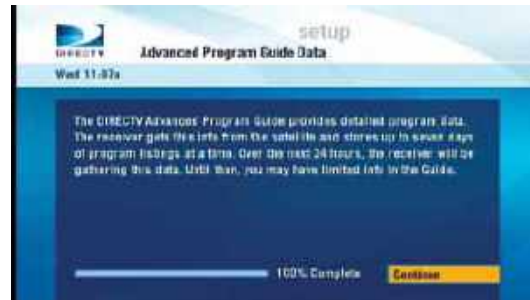 setup
DIRECTV
Advanced Program Guide Data
Wed 11:07a
The DIRECTV Advanced Program Guide provides detailed program data.
The receiver gets this info from the satellite and stores up to seven days
of program listings at a time. Over the next 24 hours, the receiver will be
gathering this data. Until then, you may have limited info in the Guide.
100% Complete
Continue